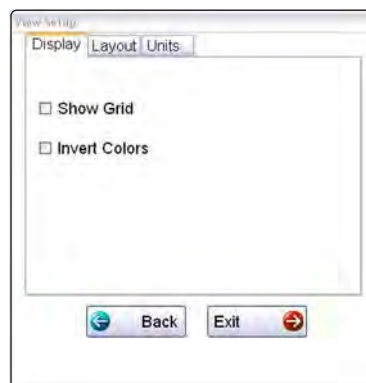 View Setup
Display Layout Units
Show Grid
Invert Colors
Back Exit